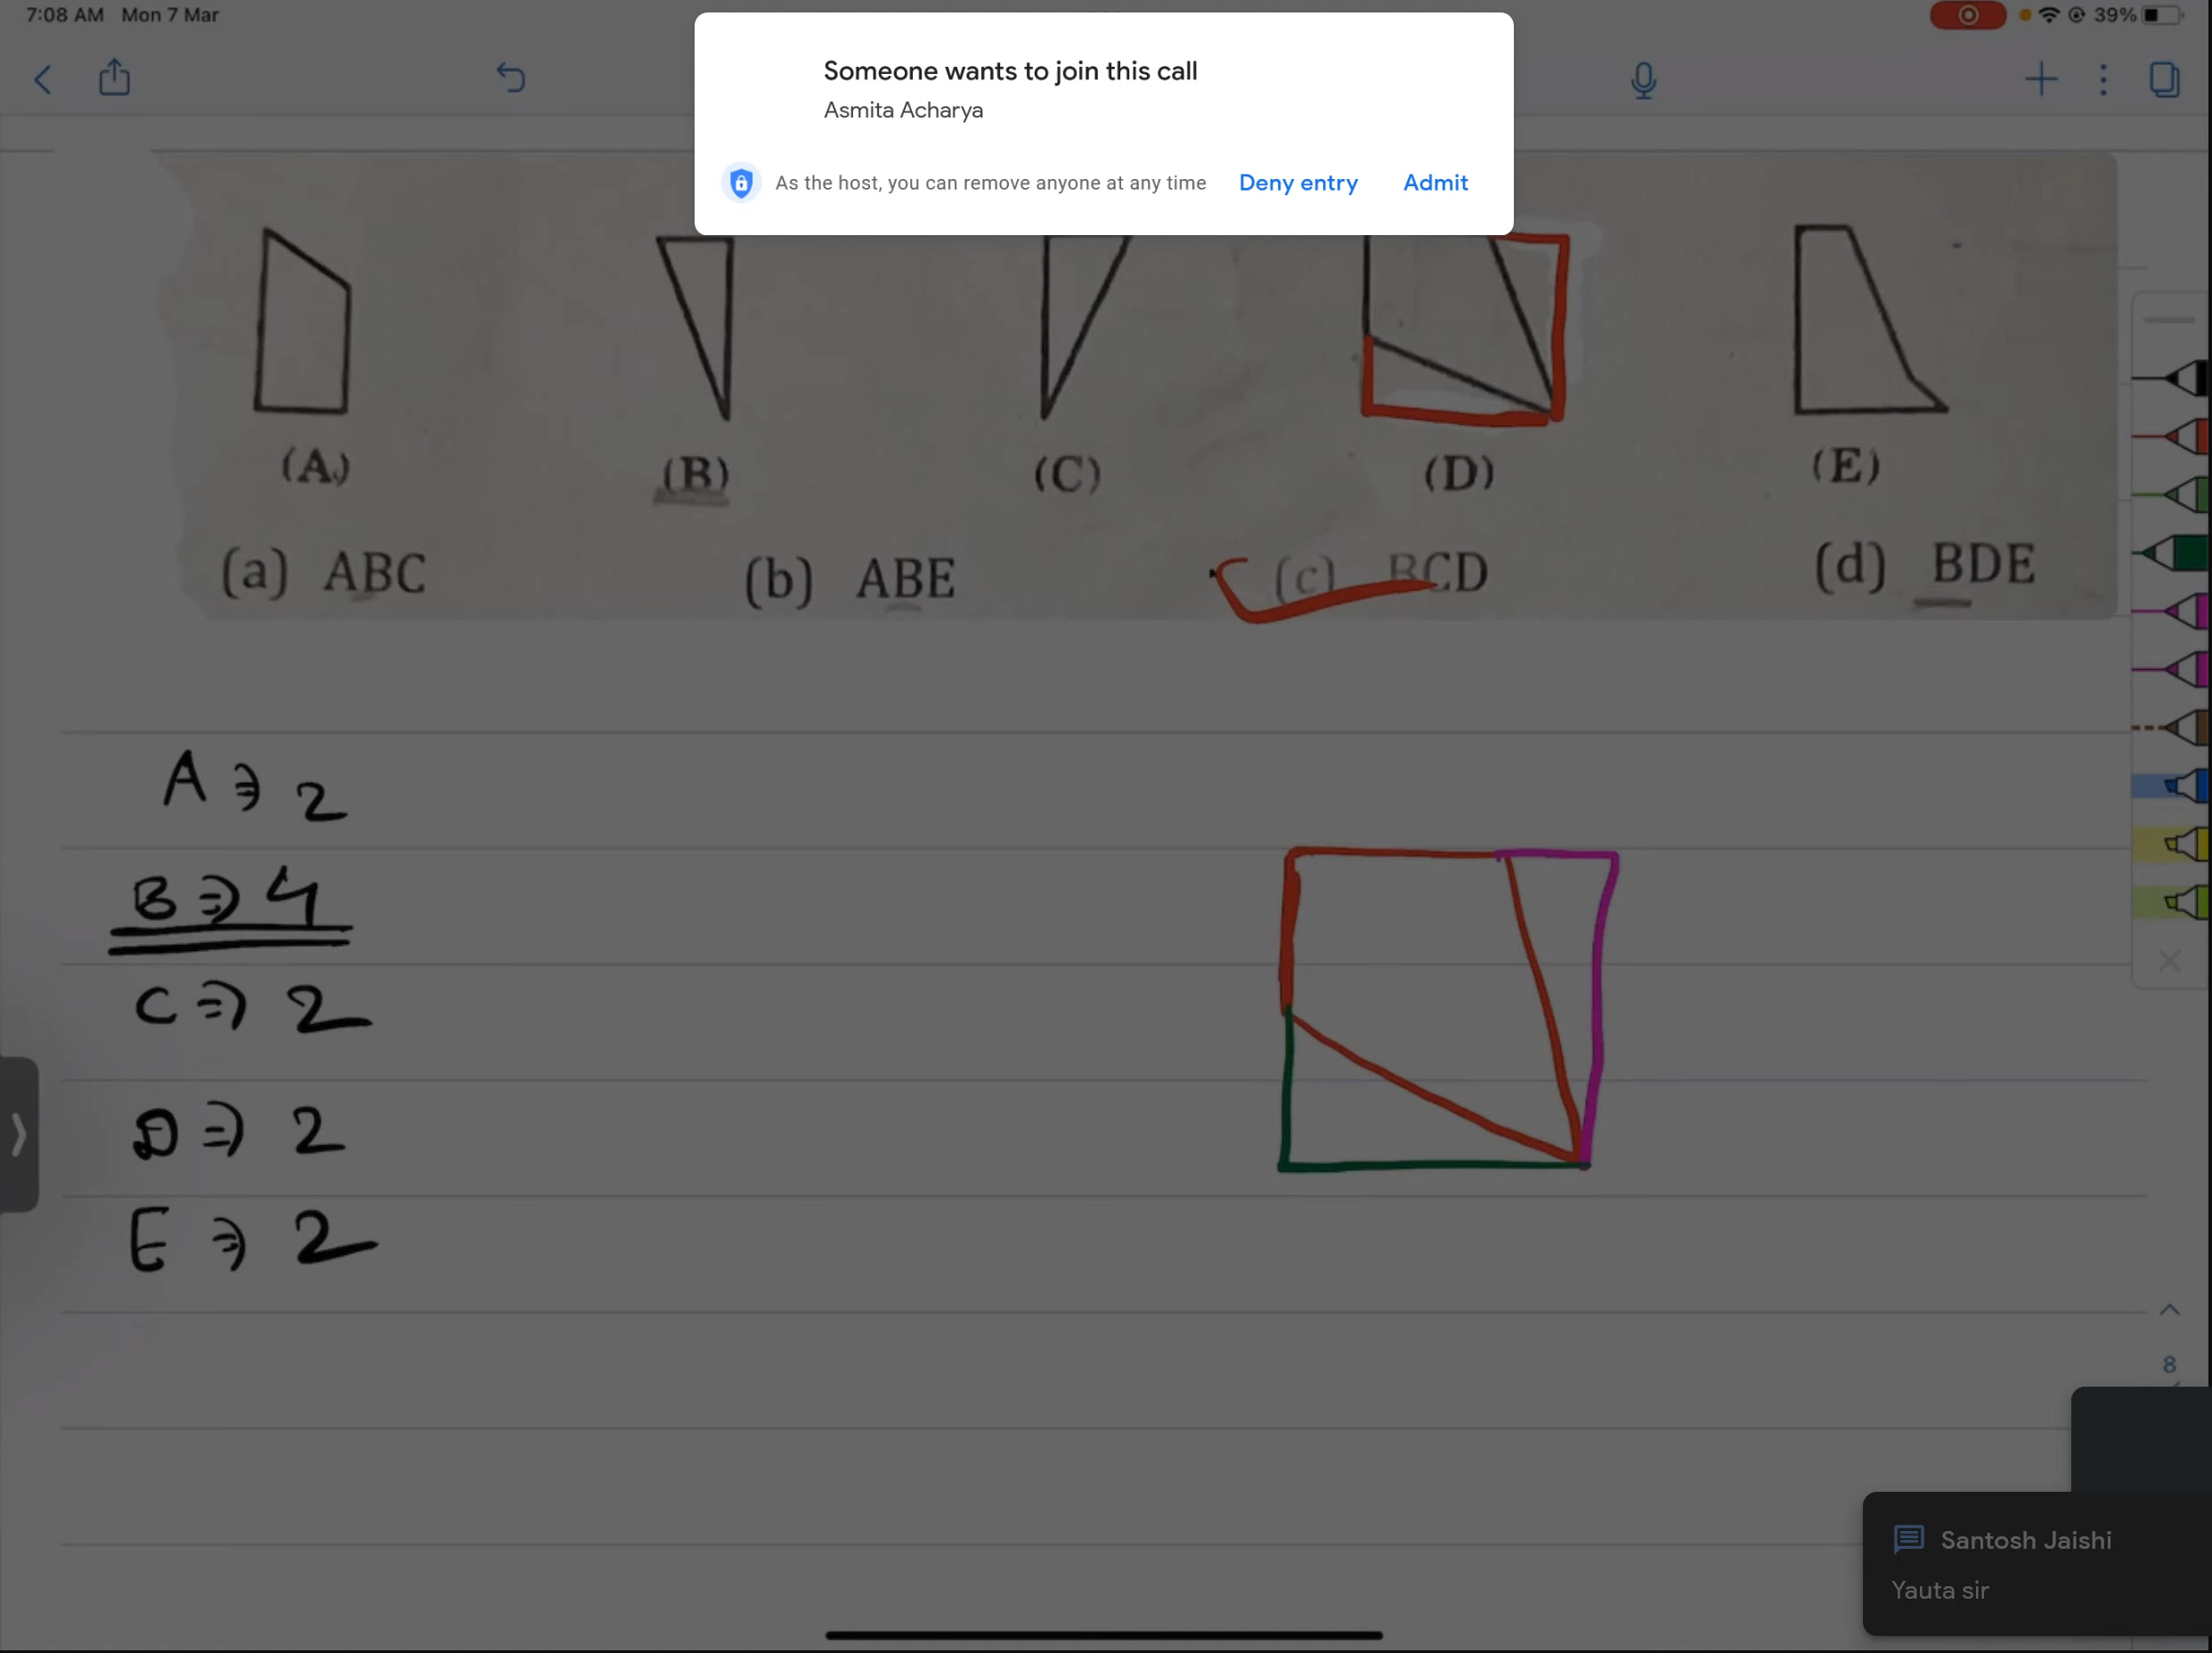 7:08 AM Mon 7 Mar
39%
Someone wants to join this call
Asmita Acharya
As the host, you can remove anyone at any time Deny entry Admit
(A) (B) (C) (D) (E)
(a) ABC (b) ABE (c) BCD (d) BDE
A ⇒ 2
B ⇒ 4
C ⇒ 2
D ⇒ 2
E ⇒ 2
8
Santosh Jaishi
Yauta sir